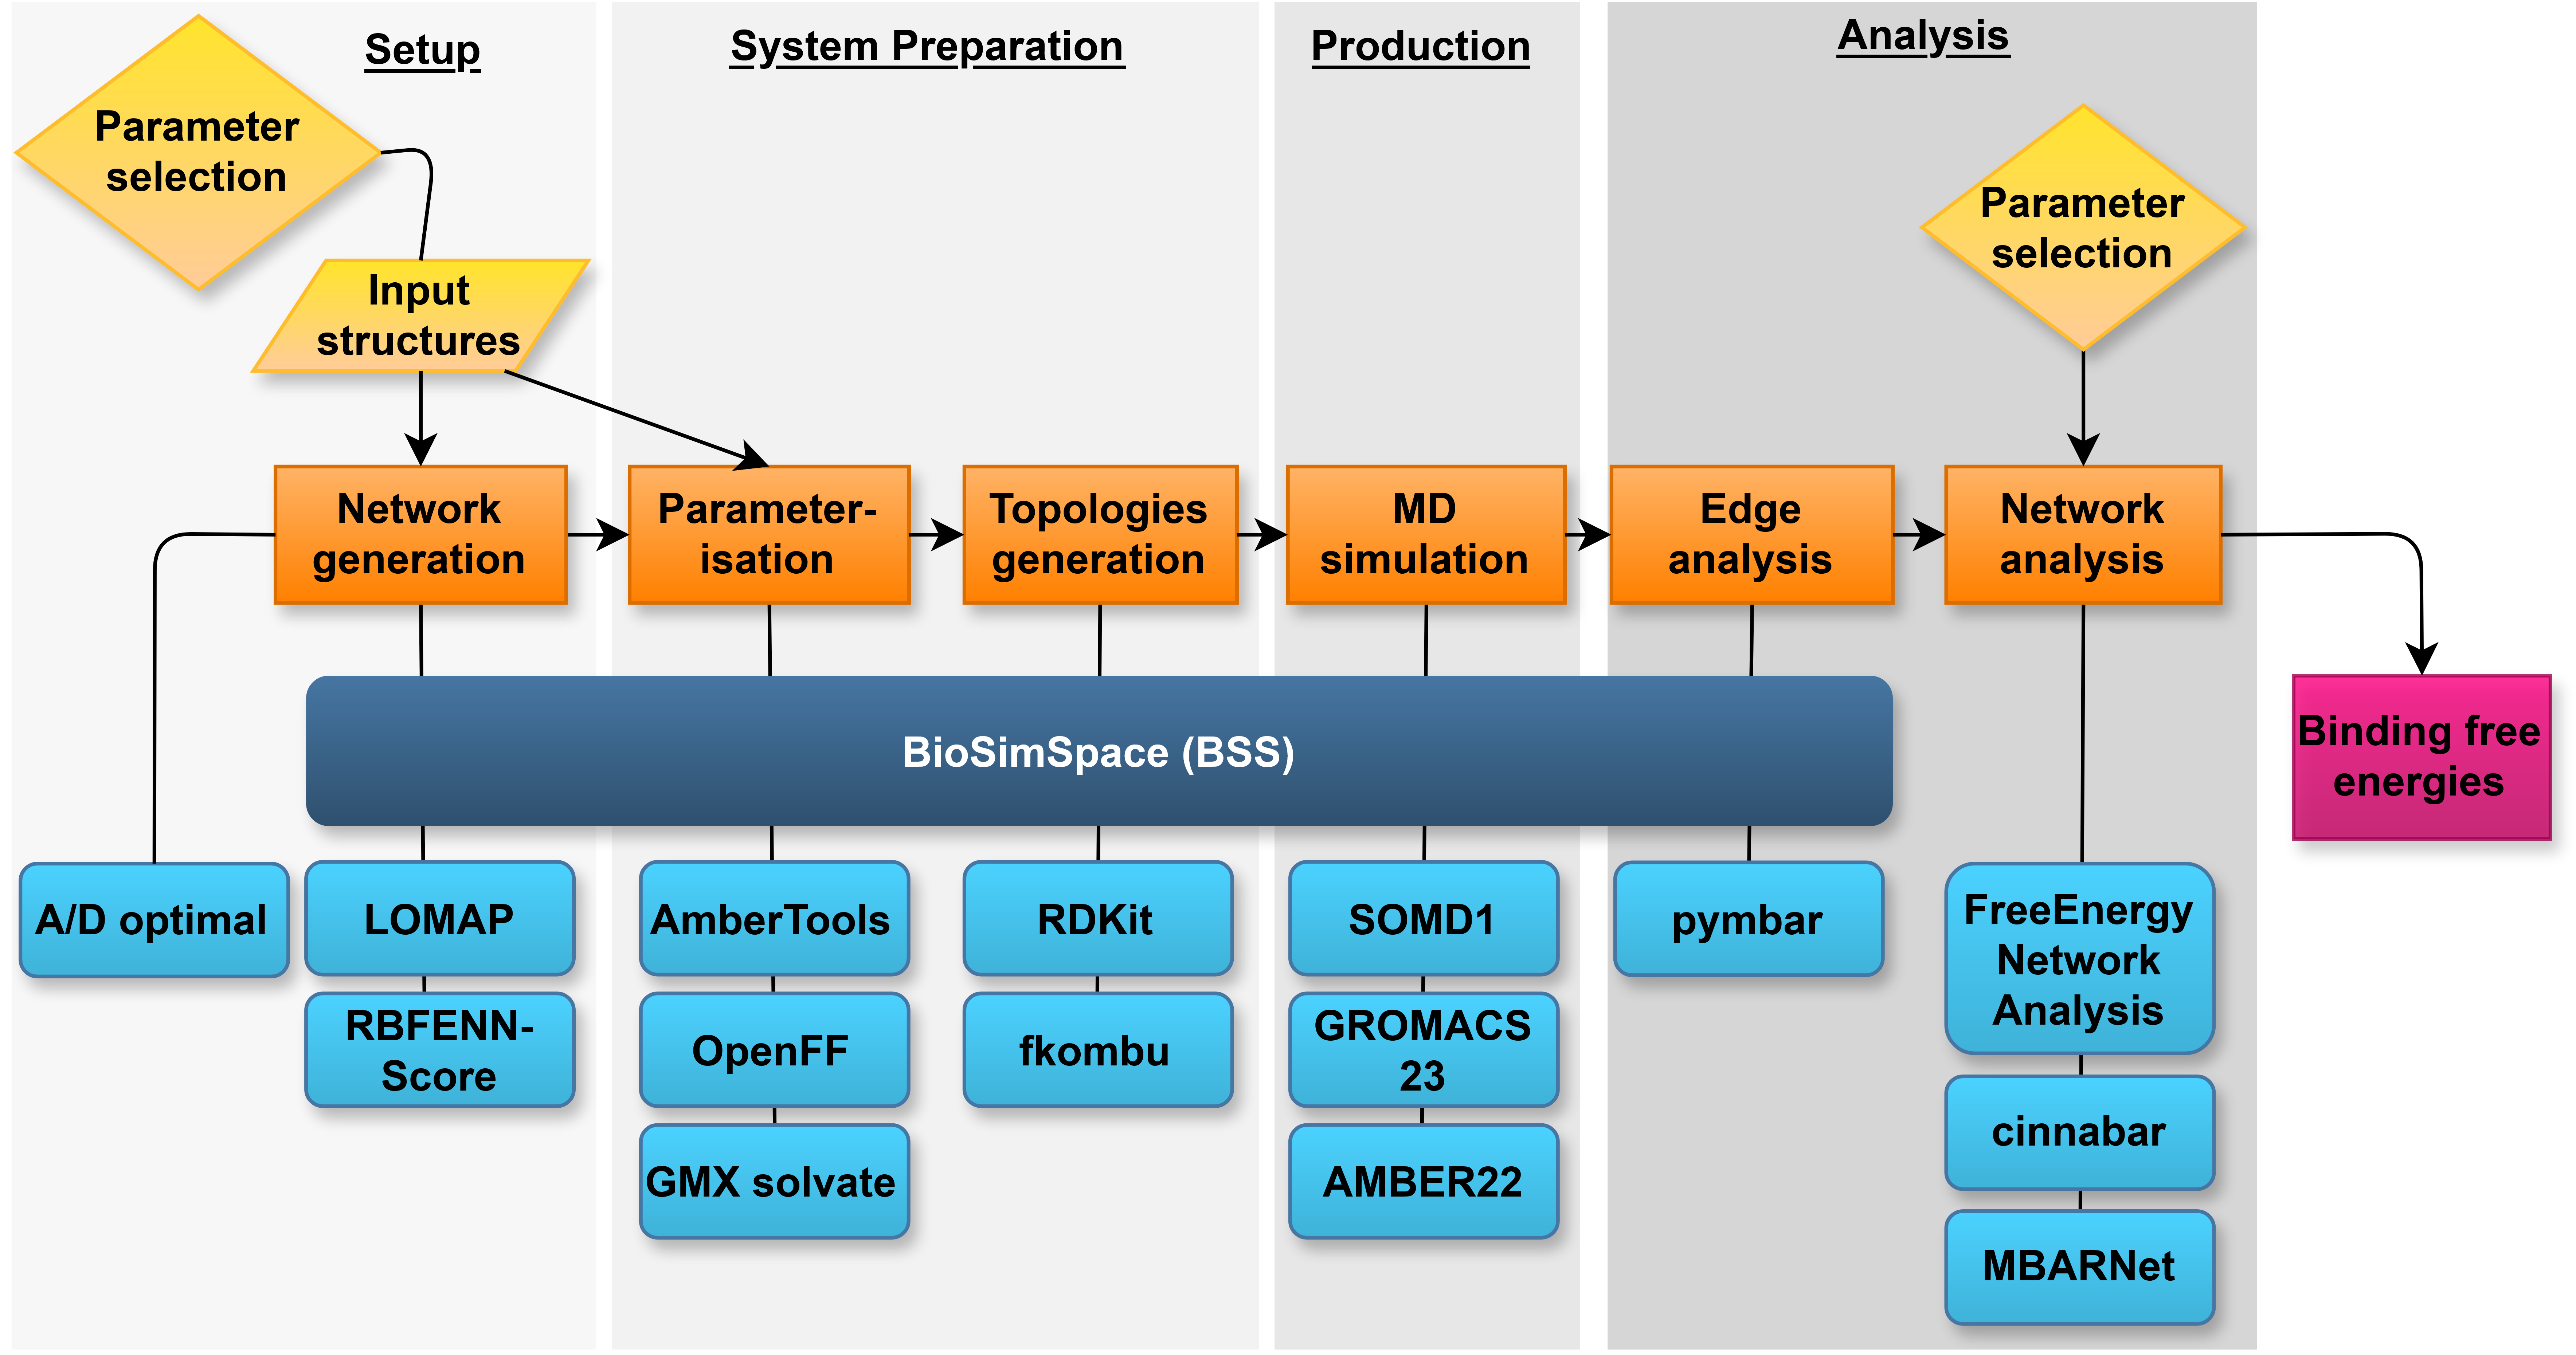 Setup
System Preparation
Production
Analysis
Parameter
selection
Input
structures
Parameter
selection
Network
generation
Parameter-
isation
Topologies
generation
MD
simulation
Edge
analysis
Network
analysis
BioSimSpace (BSS)
Binding free
energies
A/D optimal
LOMAP
RBFENN-
Score
AmberTools
OpenFF
GMX solvate
RDKit
fkombu
SOMD1
GROMACS
23
AMBER22
pymbar
FreeEnergy
Network
Analysis
cinnabar
MBARNet